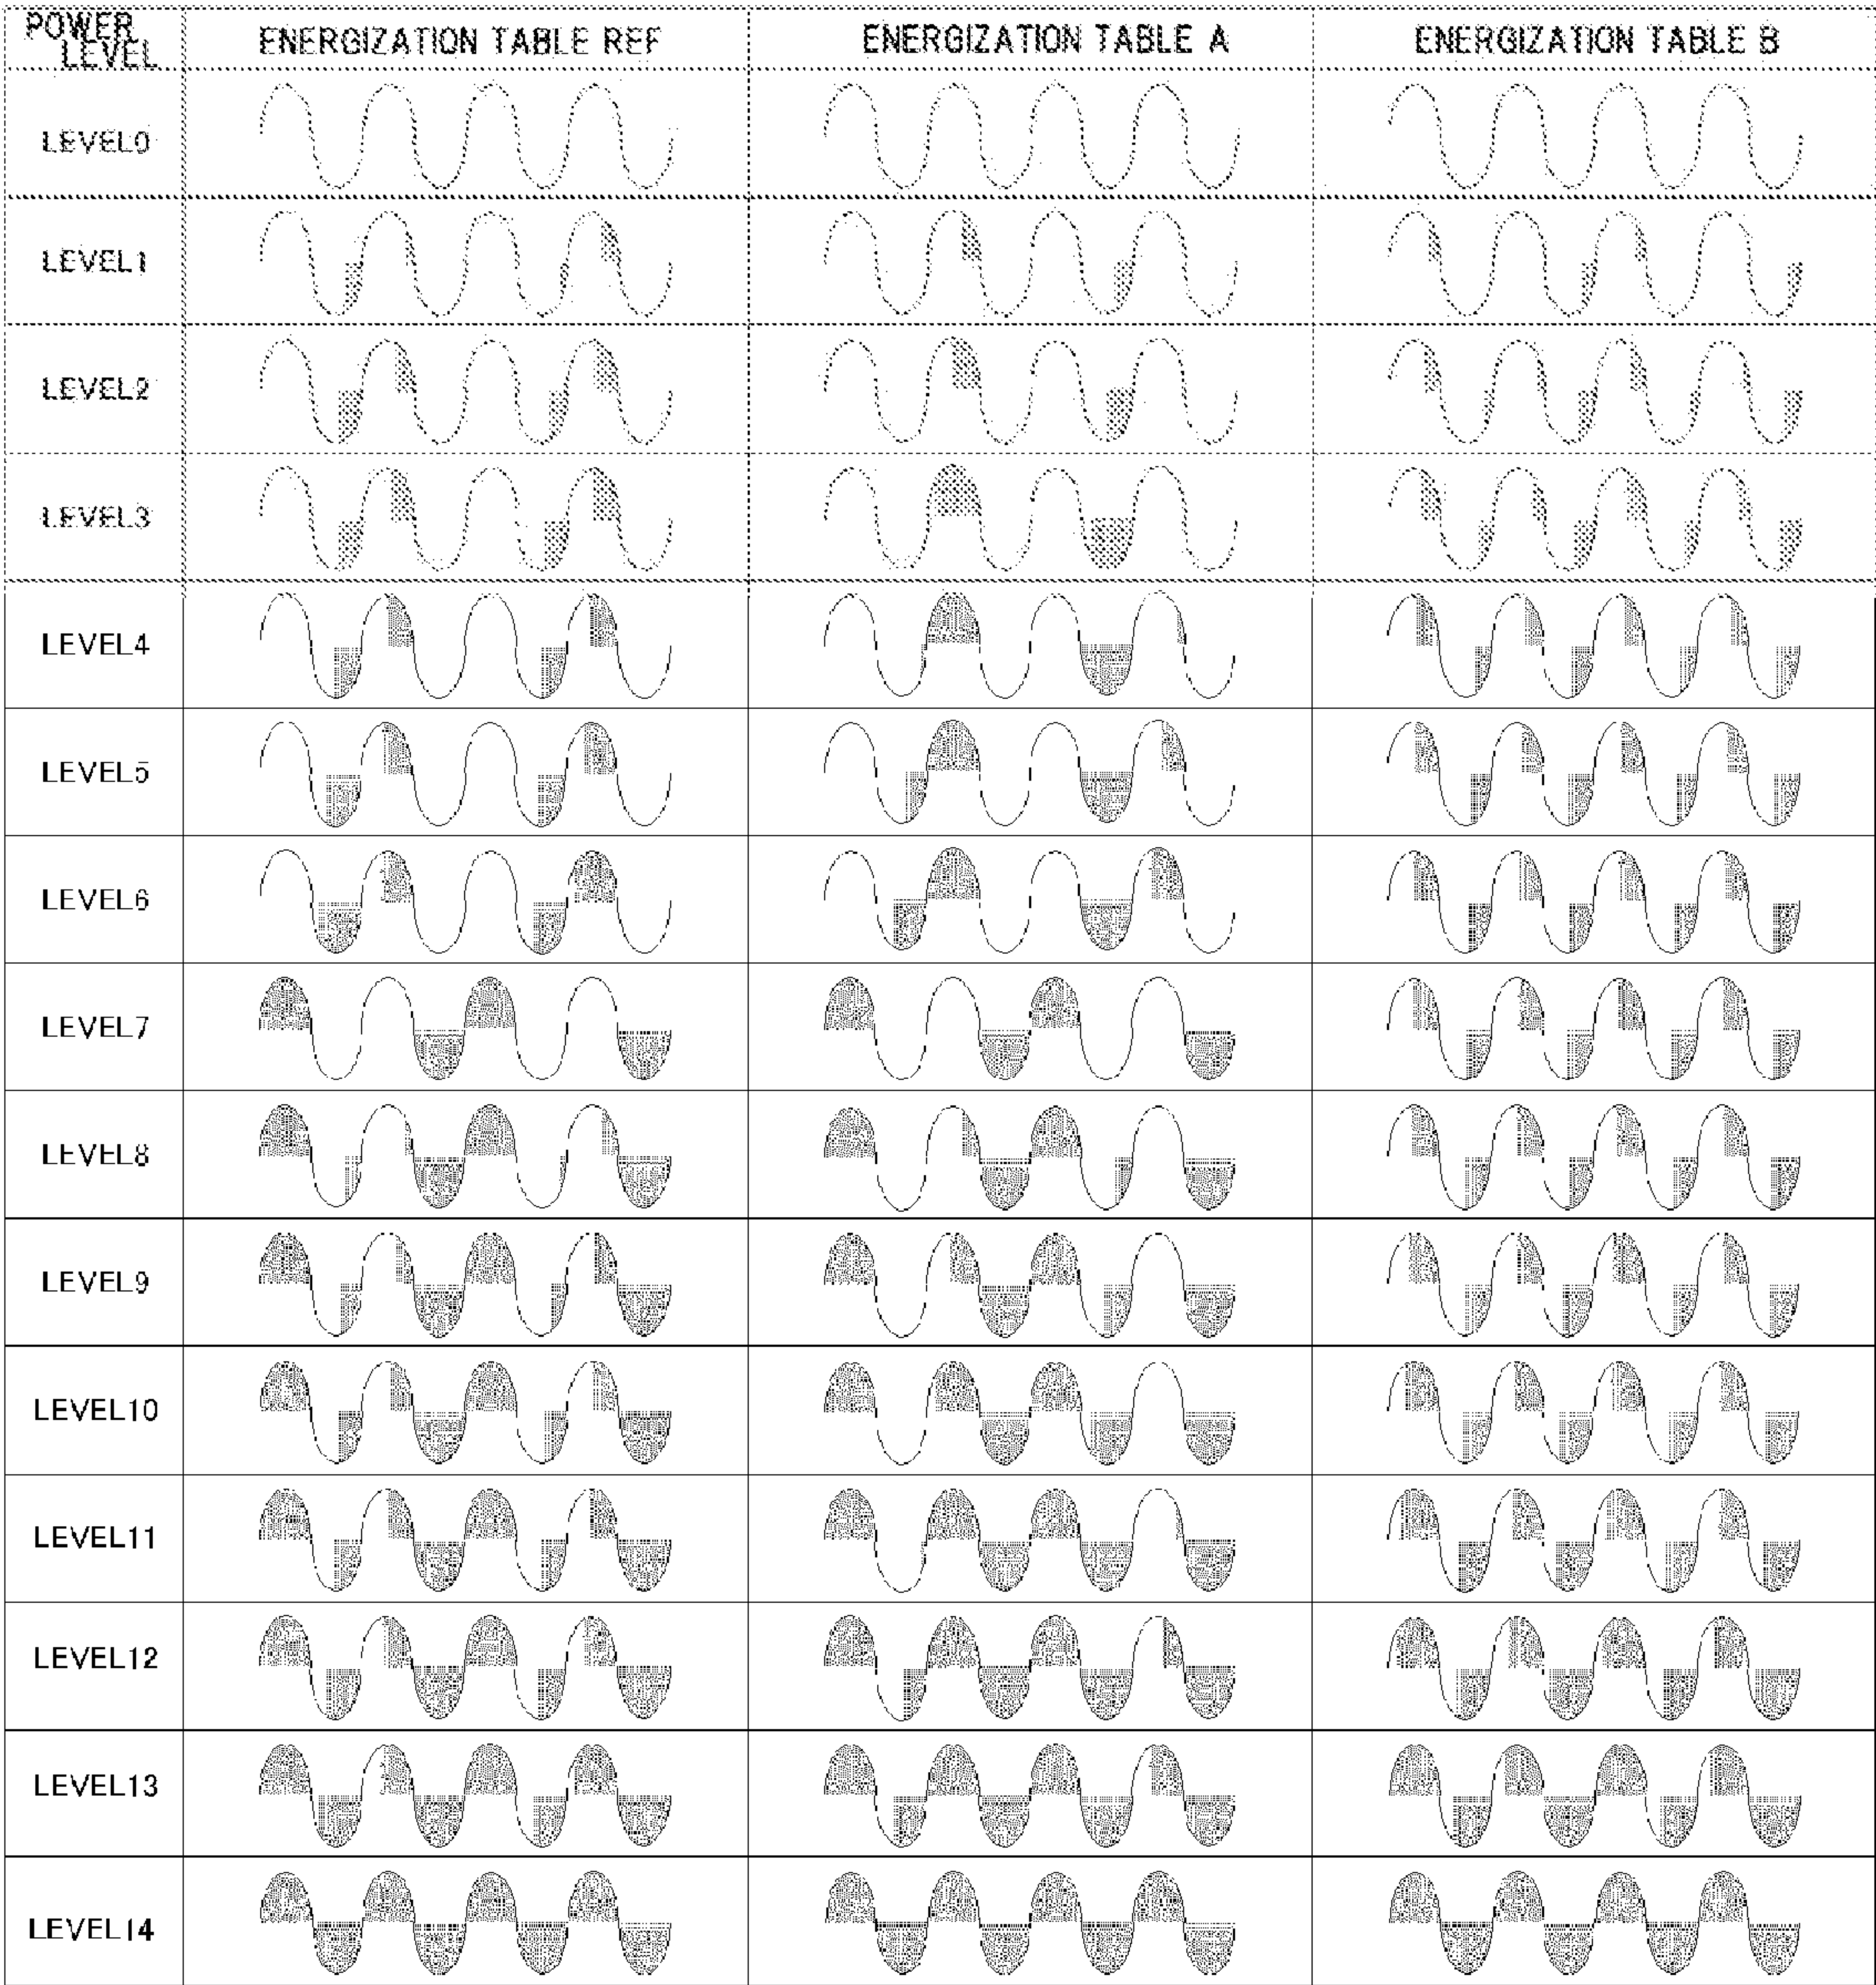 POWER LEVEL
ENERGIZATION TABLE REF
ENERGIZATION TABLE A
ENERGIZATION TABLE B
LEVEL0
LEVEL1
LEVEL2
LEVEL3
LEVEL4
LEVEL5
LEVEL6
LEVEL7
LEVEL8
LEVEL9
LEVEL10
LEVEL11
LEVEL12
LEVEL13
LEVEL14